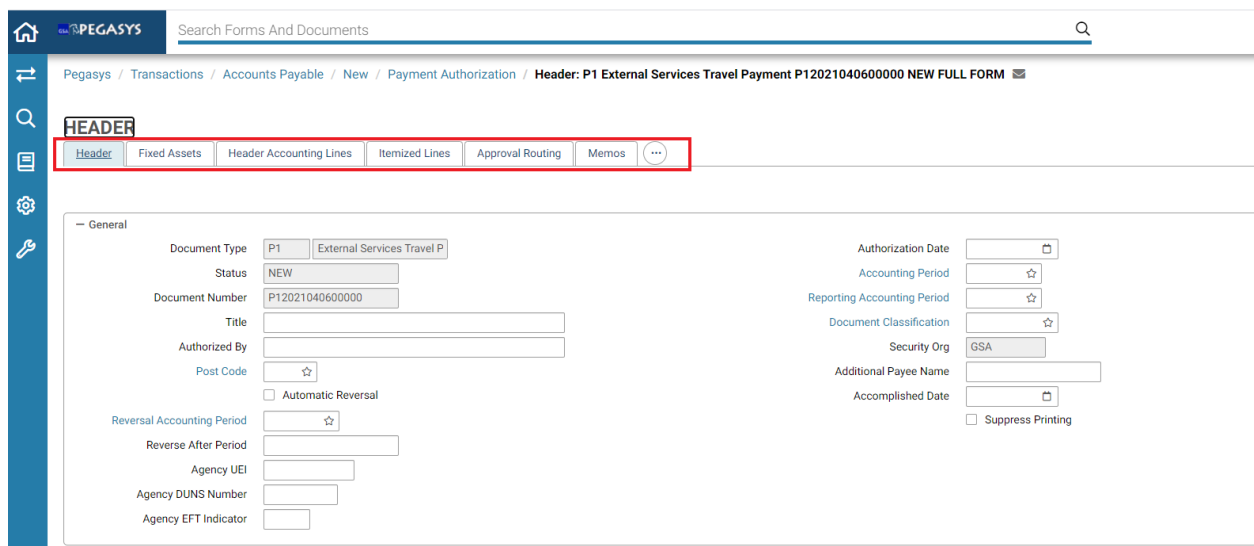 GSA PEGASYS
Search Forms And Documents
Pegasys / Transactions / Accounts Payable / New / Payment Authorization / Header: P1 External Services Travel Payment P12021040600000 NEW FULL FORM
HEADER
Header Fixed Assets Header Accounting Lines Itemized Lines Approval Routing Memos ...
— General
Document Type P1 External Services Travel P
Status NEW
Document Number P12021040600000
Title
Authorized By
Post Code
Automatic Reversal
Reversal Accounting Period
Reverse After Period
Agency UEI
Agency DUNS Number
Agency EFT Indicator
Authorization Date
Accounting Period
Reporting Accounting Period
Document Classification
Security Org GSA
Additional Payee Name
Accomplished Date
Suppress Printing